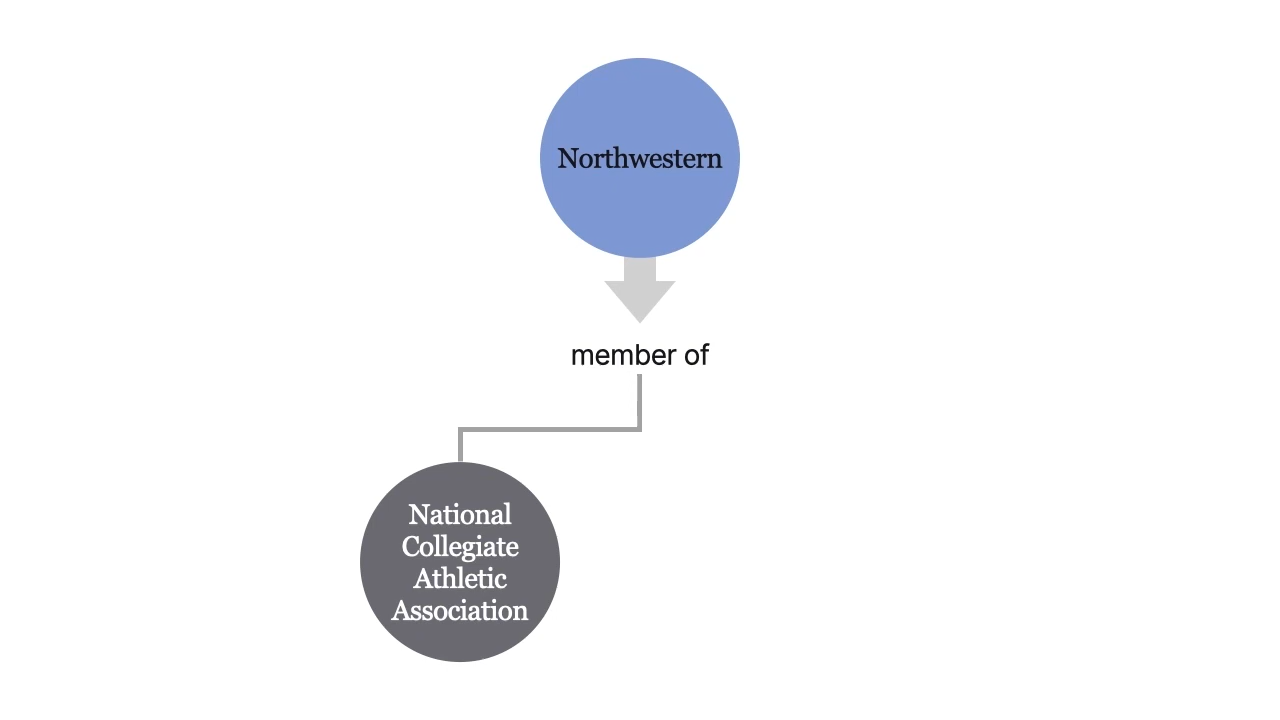 Northwestern
member of
National
Collegiate
Athletic
Association